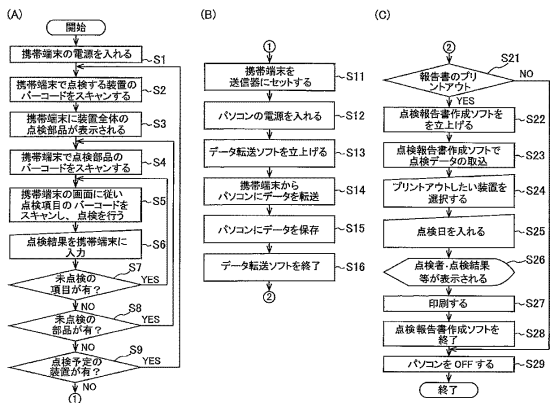 (A)
開始
携帯端末の電源を入れる
S1
携帯端末で点検する装置の
バーコードをスキャンする
S2
携帯端末に装置全体の
点検部品が表示される
S3
携帯端末で点検部品の
バーコードをスキャンする
S4
携帯端末の画面に従い
点検項目のバーコードを
スキャンし、点検を行う
S5
点検結果を携帯端末に
入力
S6
未点検の
項目が有?
S7
YES
NO
未点検の
部品が有?
S8
YES
NO
点検予定の
装置が有?
S9
YES
NO
①
(B)
①
携帯端末を
送信器にセットする
S11
パソコンの電源を入れる
S12
データ転送ソフトを立上げる
S13
携帯端末から
パソコンにデータを転送
S14
パソコンにデータを保存
S15
データ転送ソフトを終了
S16
②
(C)
②
S21
報告書のプリ
ントアウト
NO
YES
点検報告書作成ソフトを
を立上げる
S22
点検報告書作成ソフトで
点検データの取込
S23
プリントアウトしたい装置を
選択する
S24
点検日を入れる
S25
点検者・点検結果
等が表示される
S26
印刷する
S27
点検報告書作成ソフトを
終了
S28
パソコンをOFFする
S29
終了